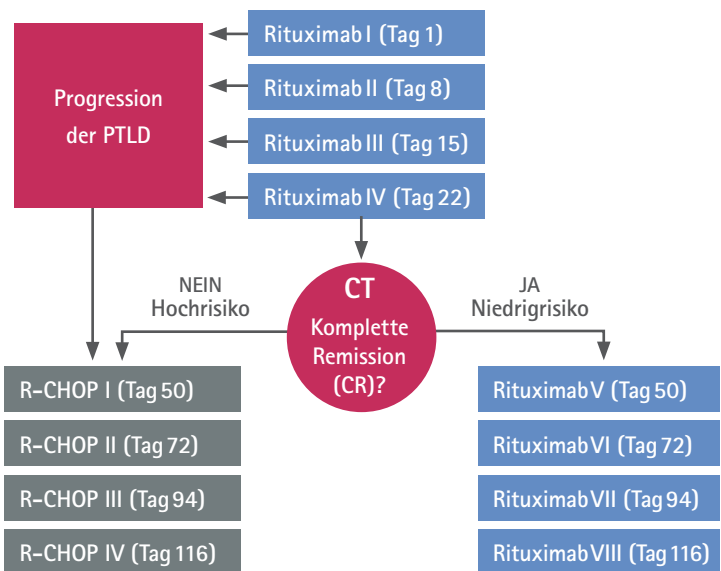 Rituximab I (Tag 1)
Rituximab II (Tag 8)
Rituximab III (Tag 15)
Rituximab IV (Tag 22)
Progression
der PTLD
NEIN
Hochrisiko
CT
Komplette
Remission
(CR)?
JA
Niedrigrisiko
R-CHOP I (Tag 50)
R-CHOP II (Tag 72)
R-CHOP III (Tag 94)
R-CHOP IV (Tag 116)
Rituximab V (Tag 50)
Rituximab VI (Tag 72)
Rituximab VII (Tag 94)
Rituximab VIII (Tag 116)